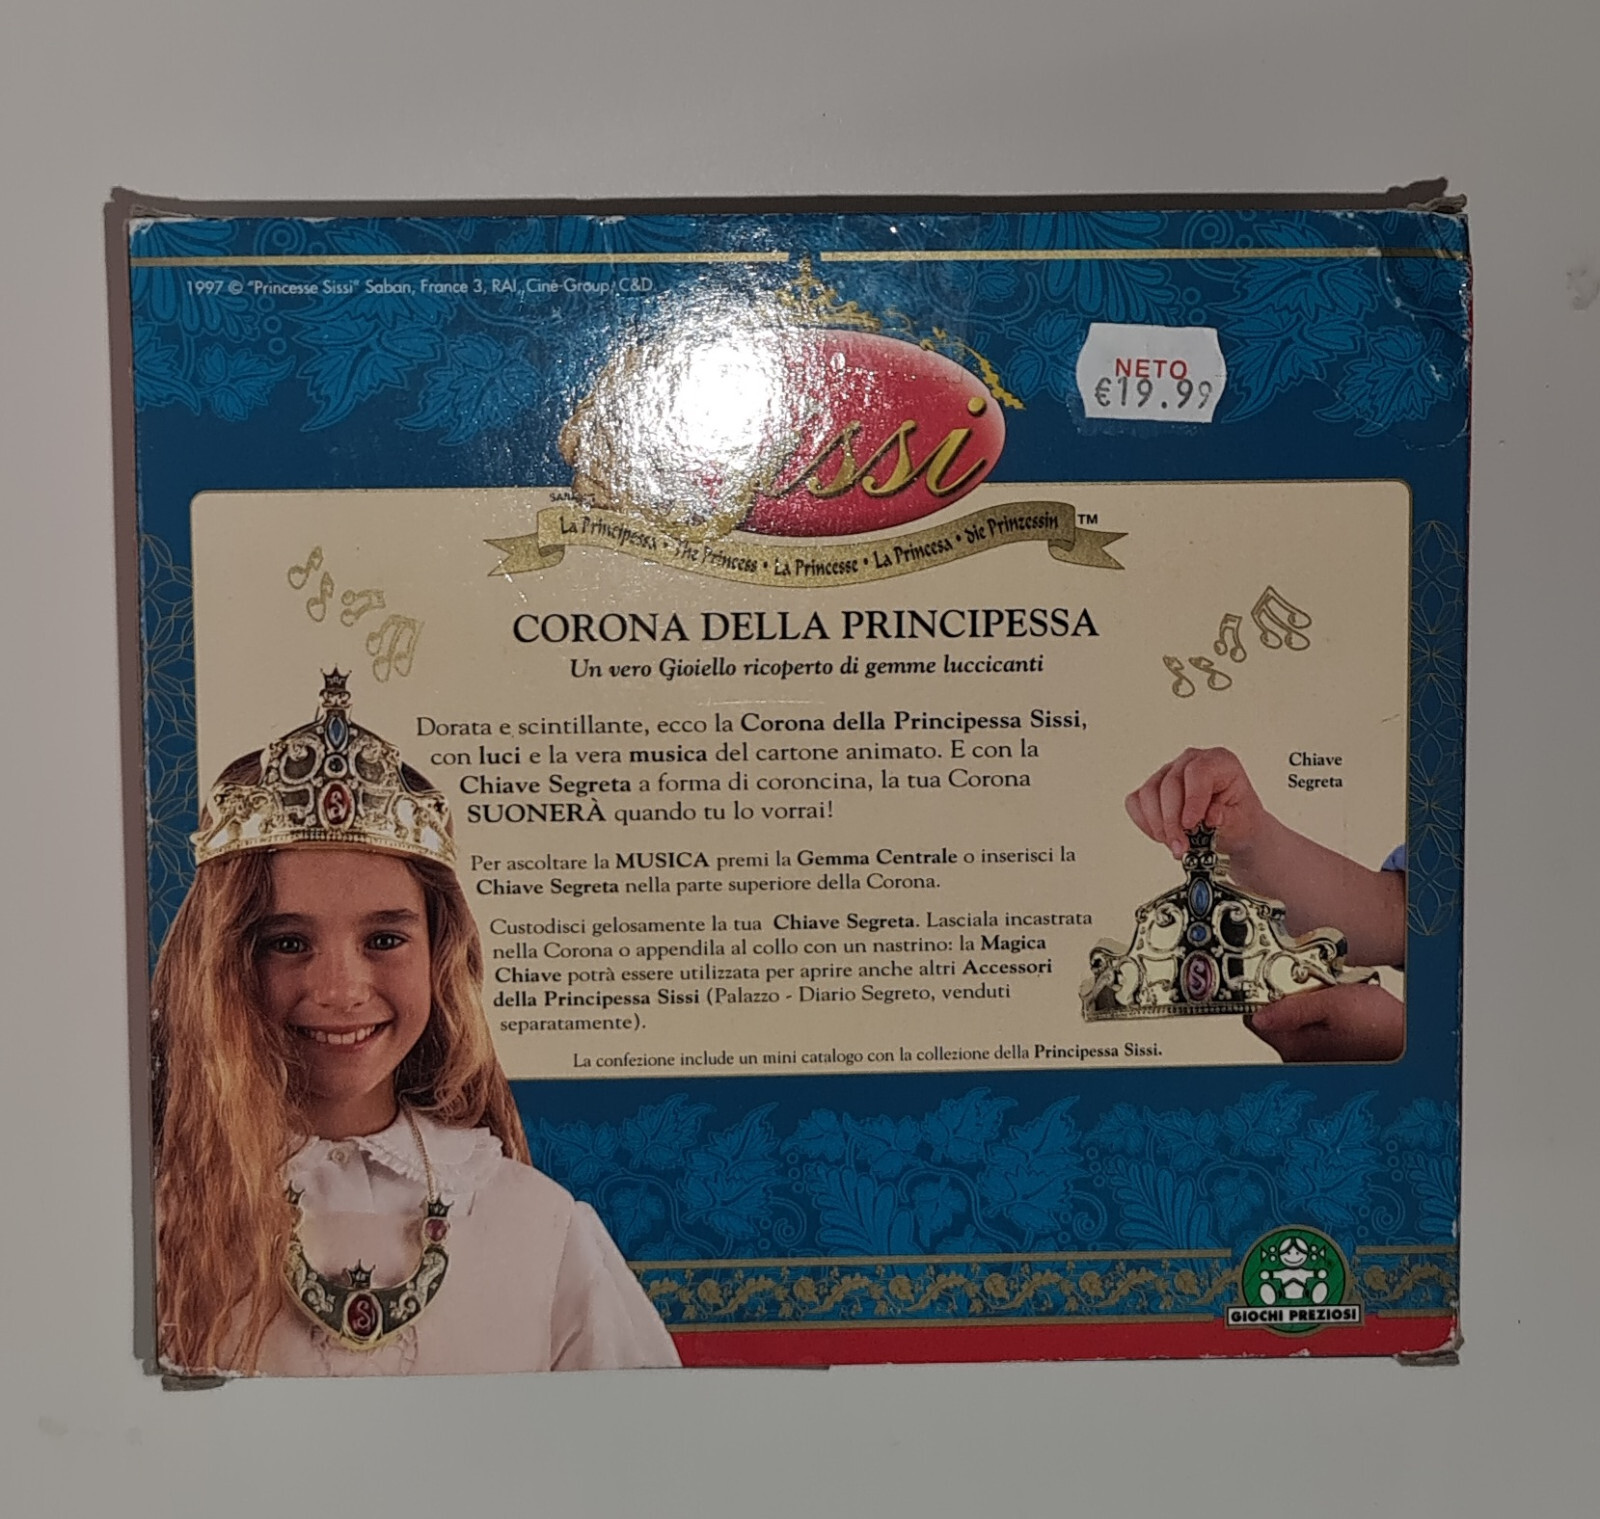 1997 © "Princesse Sissi" Saban, France 3, RAI, Ciné-Group, C&D.
NETO
€19.99
Sissi
La Principessa • The Princess • La Princesse • La Princesa • die Prinzessin TM
CORONA DELLA PRINCIPESSA
Un vero Gioiello ricoperto di gemme luccicanti
Dorata e scintillante, ecco la Corona della Principessa Sissi,
con luci e la vera musica del cartone animato. E con la
Chiave Segreta a forma di coroncina, la tua Corona
SUONERÀ quando tu lo vorrai!
Chiave
Segreta
Per ascoltare la MUSICA premi la Gemma Centrale o inserisci la
Chiave Segreta nella parte superiore della Corona.
Custodisci gelosamente la tua Chiave Segreta. Lasciala incastrata
nella Corona o appendila al collo con un nastrino: la Magica
Chiave potrà essere utilizzata per aprire anche altri Accessori
della Principessa Sissi (Palazzo - Diario Segreto, venduti
separatamente).
La confezione include un mini catalogo con la collezione della Principessa Sissi.
S
S
S
GIOCHI PREZIOSI